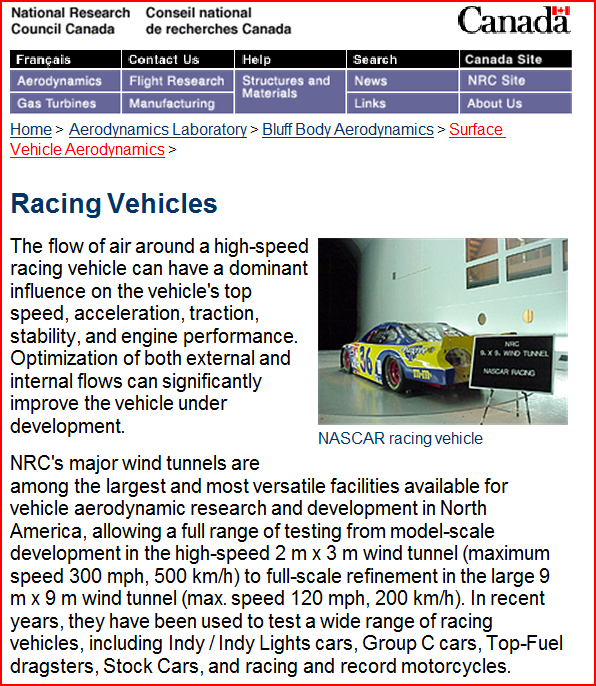 National Research Council Canada
Conseil national de recherches Canada
Canada
Français Contact Us Help Search Canada Site
Aerodynamics Flight Research Structures and Materials News NRC Site
Gas Turbines Manufacturing Links About Us
Home > Aerodynamics Laboratory > Bluff Body Aerodynamics > Surface
Vehicle Aerodynamics >
Racing Vehicles
The flow of air around a high-speed
racing vehicle can have a dominant
influence on the vehicle's top
speed, acceleration, traction,
stability, and engine performance.
Optimization of both external and
internal flows can significantly
improve the vehicle under
development.
36
m&m's
NRC
9 X 9 WIND TUNNEL
NASCAR RACING
NASCAR racing vehicle
NRC's major wind tunnels are
among the largest and most versatile facilities available for
vehicle aerodynamic research and development in North
America, allowing a full range of testing from model-scale
development in the high-speed 2 m x 3 m wind tunnel (maximum
speed 300 mph, 500 km/h) to full-scale refinement in the large 9
m x 9 m wind tunnel (max. speed 120 mph, 200 km/h). In recent
years, they have been used to test a wide range of racing
vehicles, including Indy / Indy Lights cars, Group C cars, Top-Fuel
dragsters, Stock Cars, and racing and record motorcycles.